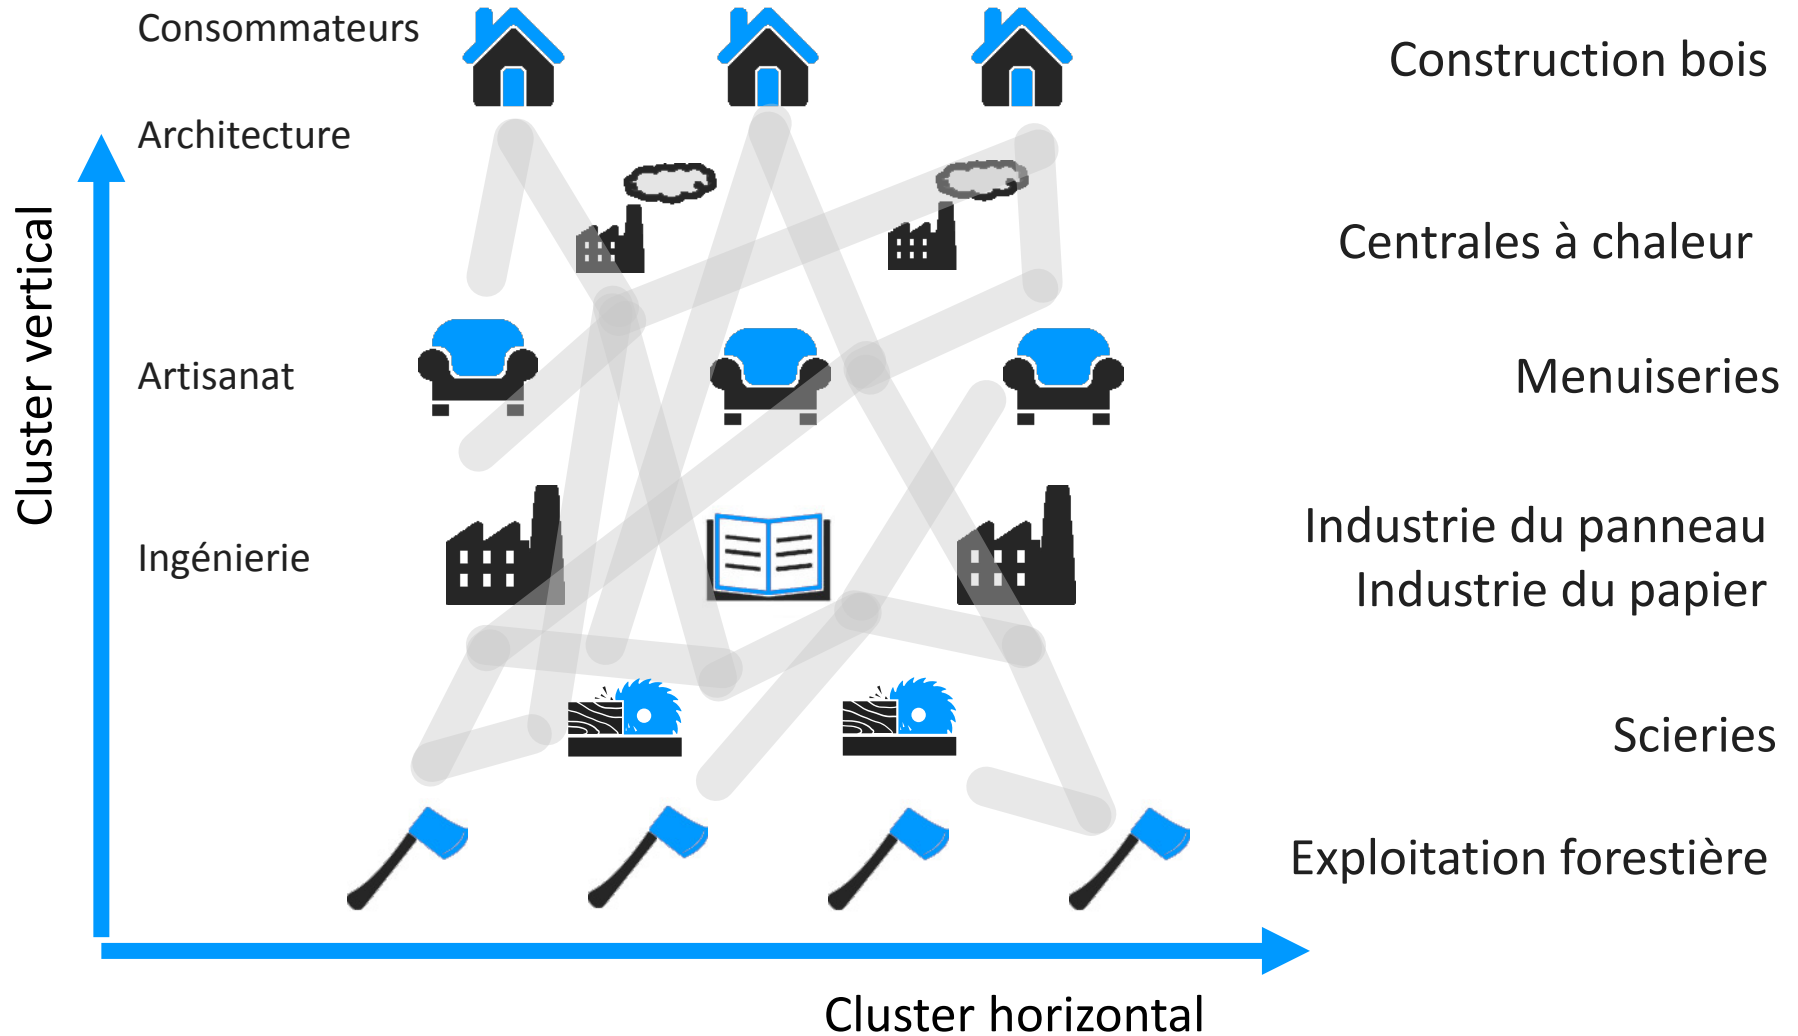 Consommateurs
Construction bois
Architecture
Centrales à chaleur
Cluster vertical
Artisanat
Menuiseries
Ingénierie
Industrie du panneau
Industrie du papier
Scieries
Exploitation forestière
Cluster horizontal